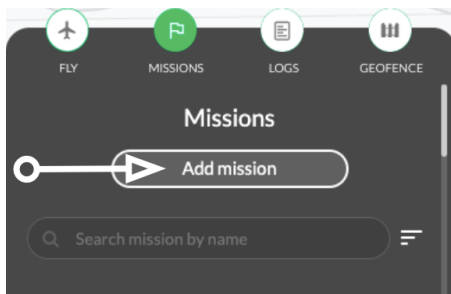 FLY MISSIONS LOGS GEOFENCE
Missions
Add mission
Search mission by name